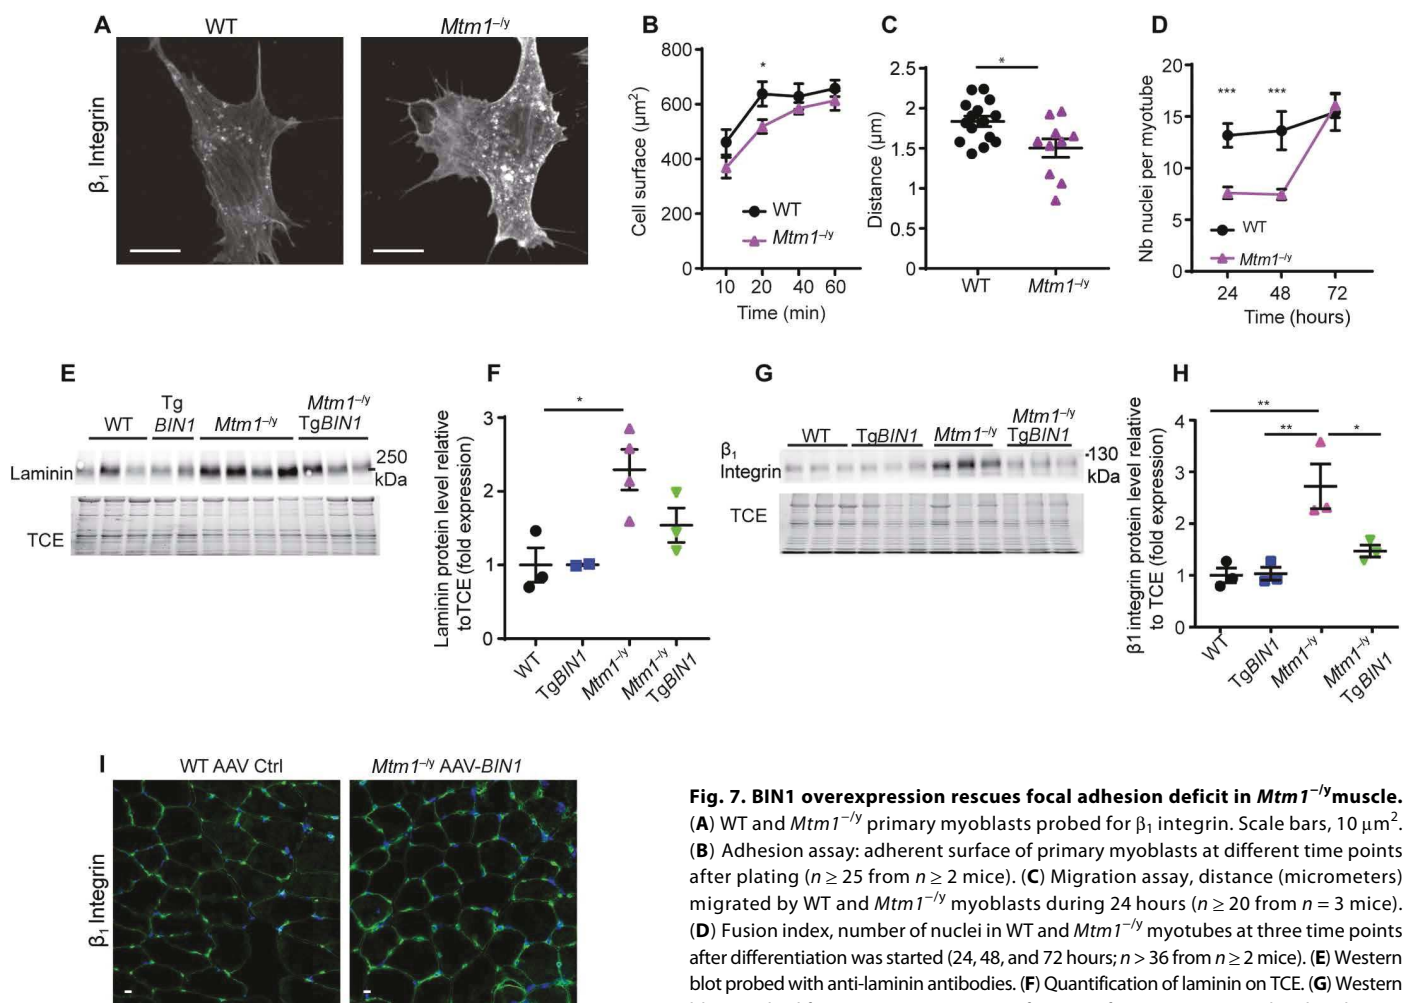 A
WT
Mtm1–/y
β1 Integrin
B
Cell surface (µm2)
800
600
400
200
0
*
WT
Mtm1–/y
10 20 40 60
Time (min)
C
Distance (µm)
2.5
2
1.5
1
0.5
0
*
WT Mtm1–/y
D
Nb nuclei per myotube
20
15
10
5
0
*** ***
WT
Mtm1–/y
24 48 72
Time (hours)
E
WT
Tg
BIN1
Mtm1–/y
Mtm1–/y
TgBIN1
Laminin
250
kDa
TCE
F
Laminin protein level relative
toTCE (fold expression)
3
2
1
0
*
WT
TgBIN1
Mtm1–/y
Mtm1–/y
TgBIN1
G
WT
TgBIN1
Mtm1–/y
Mtm1–/y
TgBIN1
β1
Integrin
-130
kDa
TCE
H
β1 integrin protein level relative
to TCE (fold expression)
4
3
2
1
0
**
** *
WT
TgBIN1
Mtm1–/y
Mtm1–/y
TgBIN1
I
WT AAV Ctrl
Mtm1–/y AAV-BIN1
β1 Integrin
Fig. 7. BIN1 overexpression rescues focal adhesion deficit in Mtm1−/ymuscle.
(A) WT and Mtm1−/y primary myoblasts probed for β1 integrin. Scale bars, 10 µm2.
(B) Adhesion assay: adherent surface of primary myoblasts at different time points
after plating (n ≥ 25 from n ≥ 2 mice). (C) Migration assay, distance (micrometers)
migrated by WT and Mtm1−/y myoblasts during 24 hours (n ≥ 20 from n = 3 mice).
(D) Fusion index, number of nuclei in WT and Mtm1−/y myotubes at three time points
after differentiation was started (24, 48, and 72 hours; n > 36 from n ≥ 2 mice). (E) Western
blot probed with anti-laminin antibodies. (F) Quantification of laminin on TCE. (G) Western